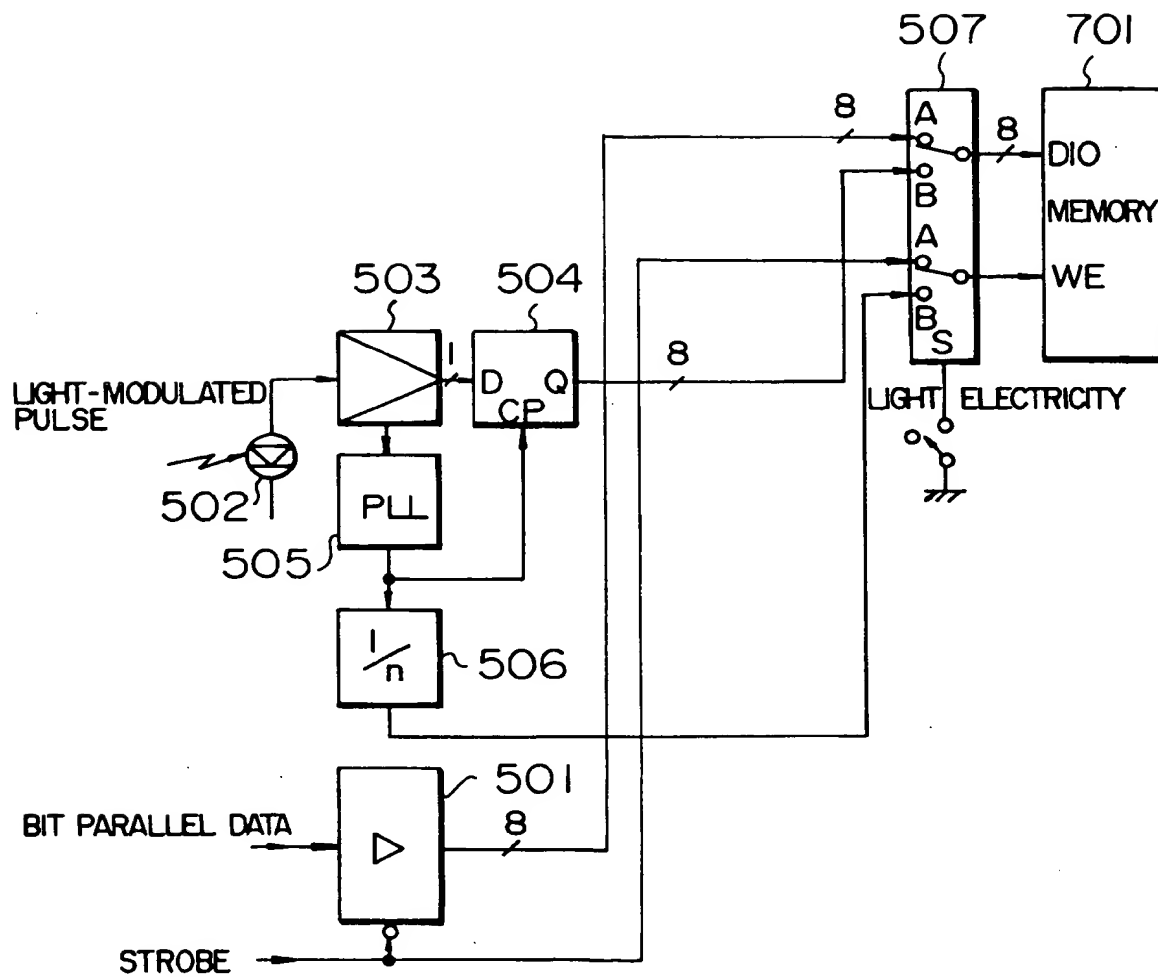 507 701
8 A 8 DIO
B MEMORY
A
503 504 WE
1 8 B
D Q S
LIGHT-MODULATED
PULSE
CP LIGHT ELECTRICITY
502 PLL
505
1/n 506
501
BIT PARALLEL DATA 8
STROBE